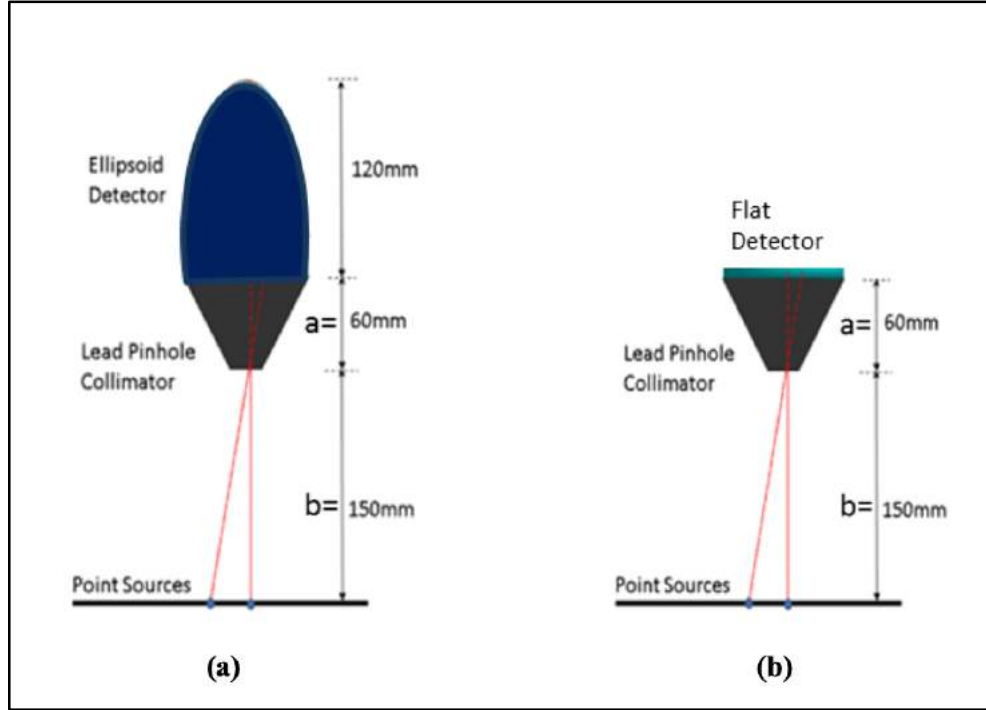 Ellipsoid
Detector
120mm
a= 60mm
Lead Pinhole
Collimator
b= 150mm
Point Sources
(a)
Flat
Detector
a= 60mm
Lead Pinhole
Collimator
b= 150mm
Point Sources
(b)